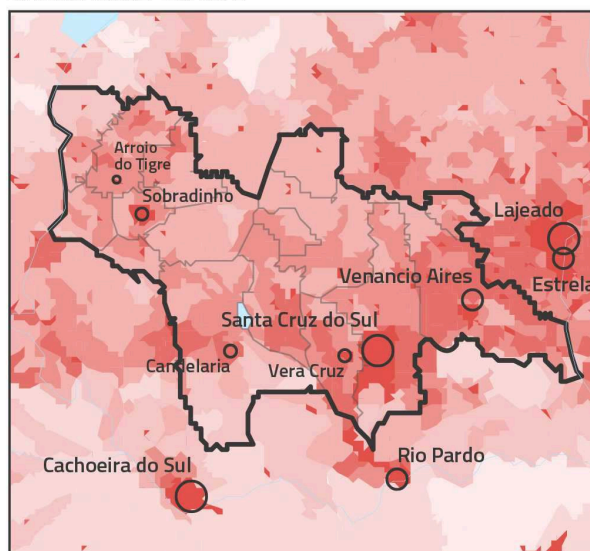 Arroio
do Tigre
Sobradinho
Lajeado
Estrela
Venancio Aires
Santa Cruz do Sul
Candelaria
Vera Cruz
Cachoeira do Sul
Rio Pardo